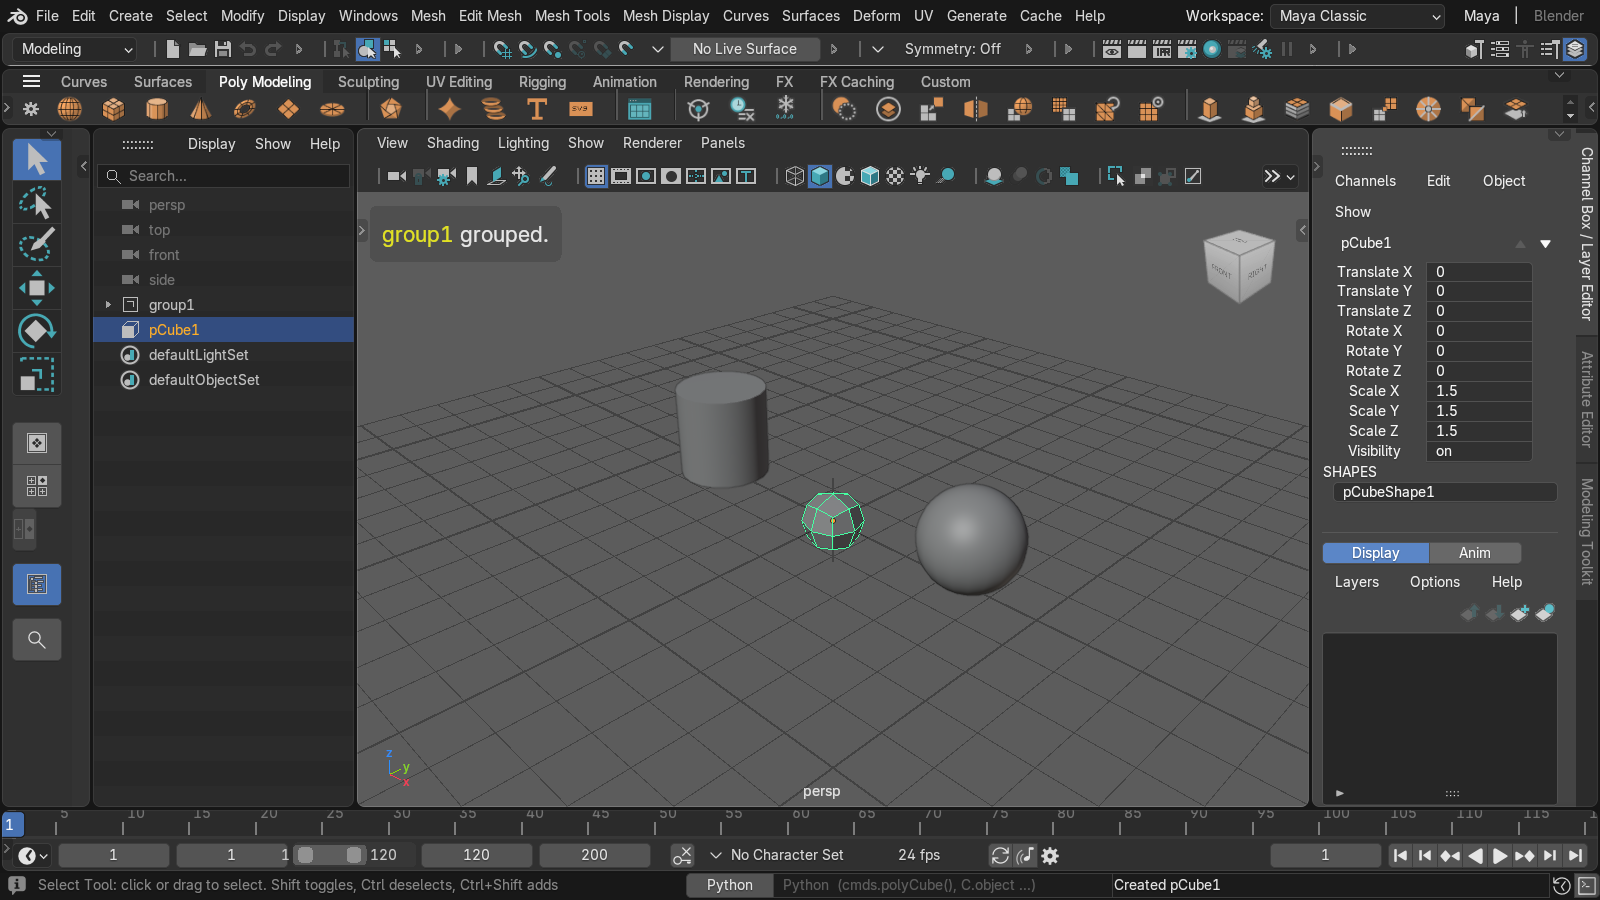 File Edit Create Select Modify Display Windows Mesh Edit Mesh Mesh Tools Mesh Display Curves Surfaces Deform UV Generate Cache Help Workspace: Maya Classic Maya | Blender
Modeling No Live Surface Symmetry: Off
Curves Surfaces Poly Modeling Sculpting UV Editing Rigging Animation Rendering FX FX Caching Custom
Display Show Help
Search...
persp
top
front
side
group1
pCube1
defaultLightSet
defaultObjectSet
View Shading Lighting Show Renderer Panels
group1 grouped.
FRONT RIGHT
z
y
x
persp
Channels Edit Object
Show
pCube1
Translate X 0
Translate Y 0
Translate Z 0
Rotate X 0
Rotate Y 0
Rotate Z 0
Scale X 1.5
Scale Y 1.5
Scale Z 1.5
Visibility on
SHAPES
pCubeShape1
Display Anim
Layers Options Help
Channel Box / Layer Editor
Attribute Editor
Modeling Toolkit
1 5 10 15 20 25 30 35 40 45 50 55 60 65 70 75 80 85 90 95 100 105 110 115
1 1 1 120 120 200 No Character Set 24 fps 1
Select Tool: click or drag to select. Shift toggles, Ctrl deselects, Ctrl+Shift adds Python Python (cmds.polyCube(), C.object ...) Created pCube1